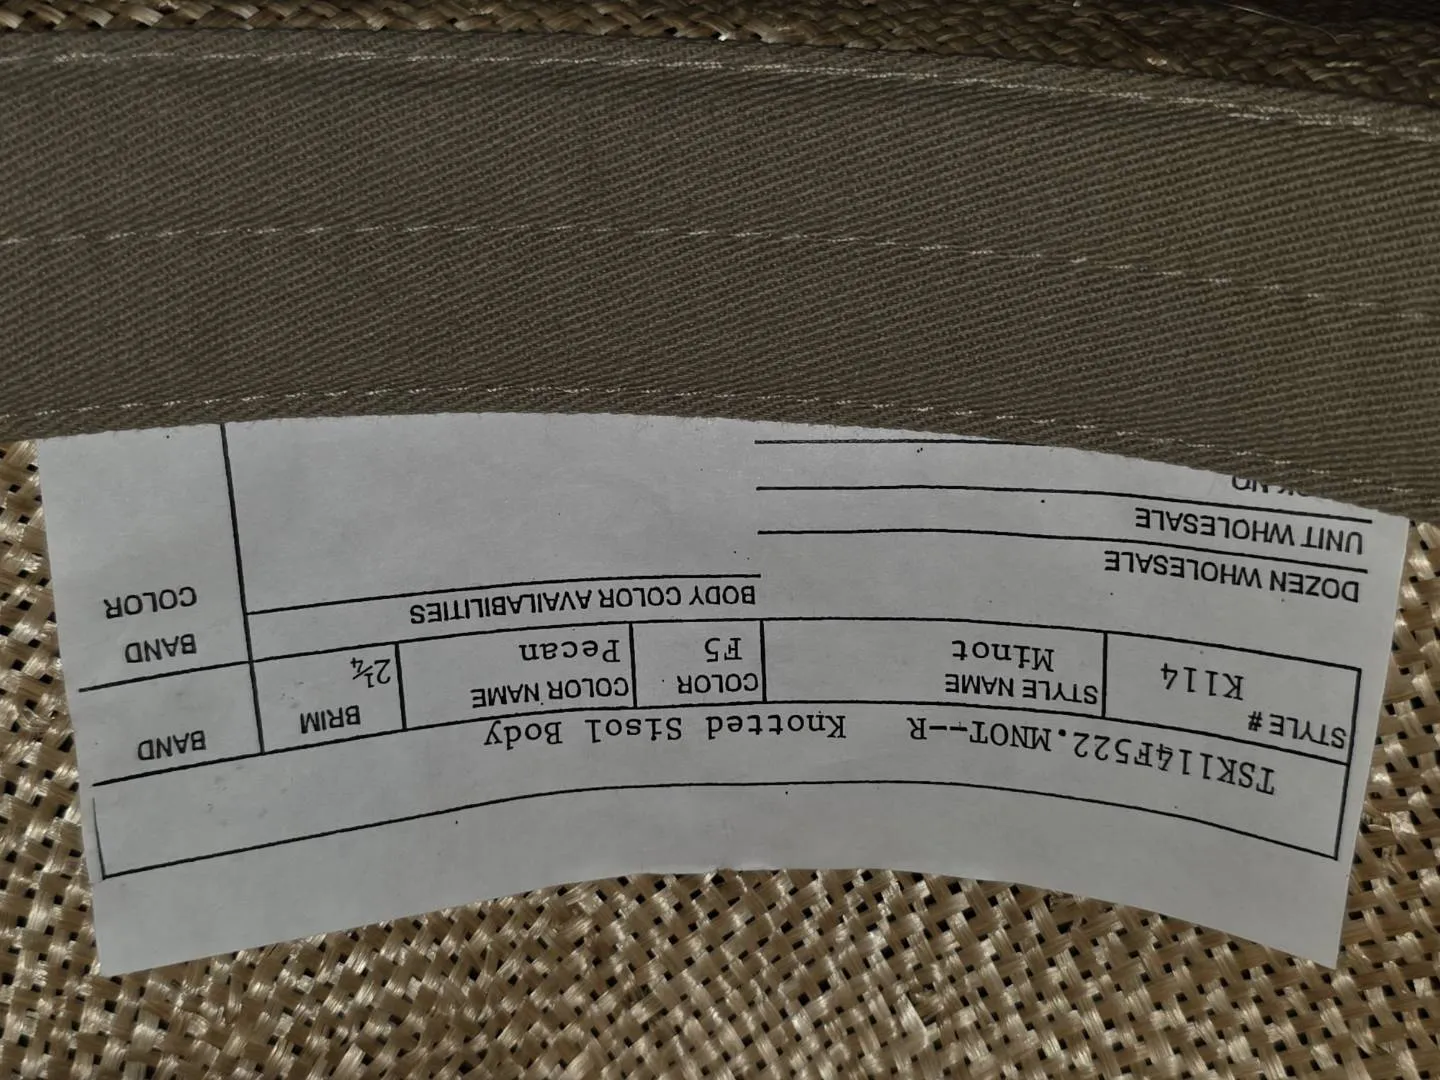 TSK114F522.MNOT--R Knotted Sisol Body
STYLE # STYLE NAME COLOR COLOR NAME BRIM BAND
K114 Minot F5 Pecan 2¼
BODY COLOR AVAILABILITIES
BAND
COLOR
DOZEN WHOLESALE
UNIT WHOLESALE